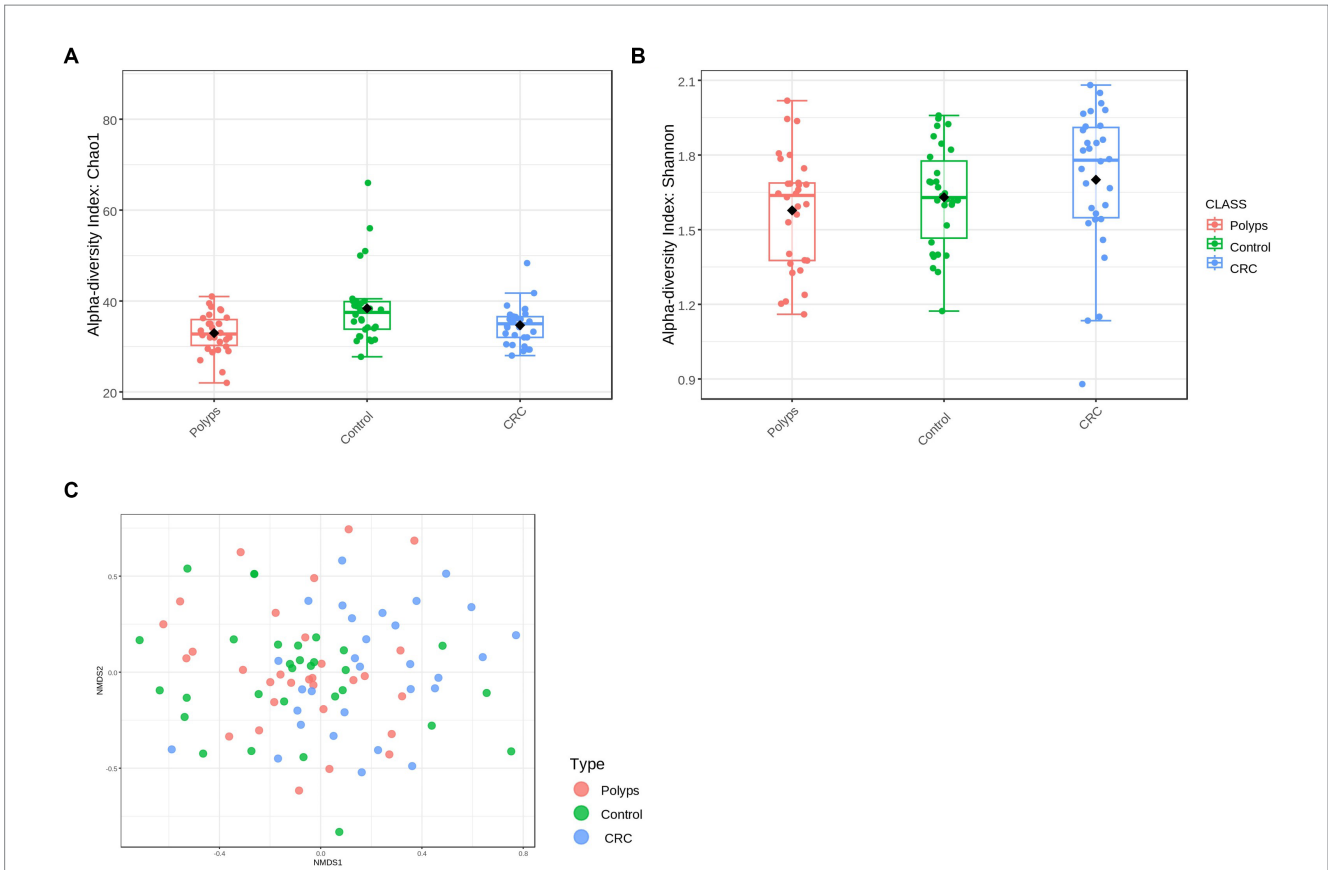 A
Alpha-diversity Index: Chao1
80
60
40
20
Polyps
Control
CRC
B
Alpha-diversity Index: Shannon
2.1
1.8
1.5
1.2
0.9
Polyps
Control
CRC
CLASS
Polyps
Control
CRC
C
NMDS2
0.5
0.0
-0.5
-0.4
0.0
0.4
0.8
NMDS1
Type
Polyps
Control
CRC